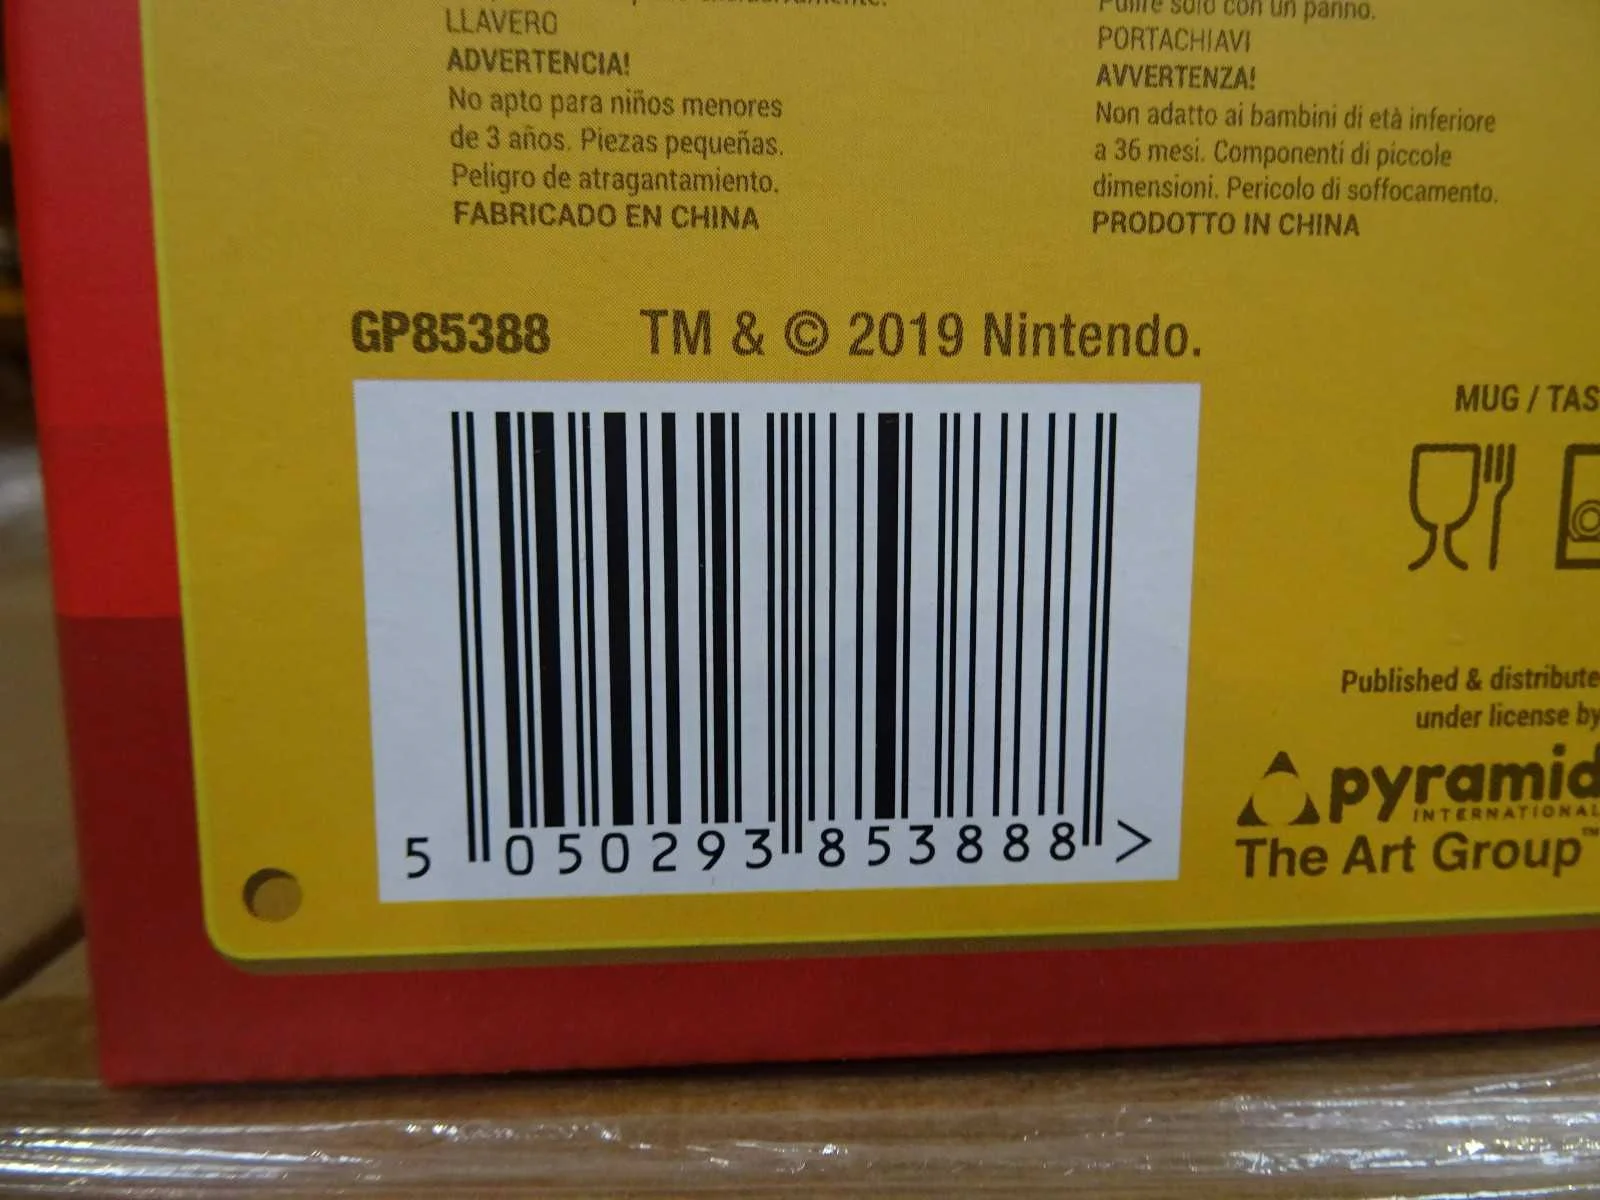 LLAVERO
ADVERTENCIA!
No apto para niños menores
de 3 años. Piezas pequeñas.
Peligro de atragantamiento.
FABRICADO EN CHINA
Pulire solo con un panno.
PORTACHIAVI
AVVERTENZA!
Non adatto ai bambini di età inferiore
a 36 mesi. Componenti di piccole
dimensioni. Pericolo di soffocamento.
PRODOTTO IN CHINA
GP85388 TM & © 2019 Nintendo.
5 050293 853888 >
MUG / TAS
Published & distribute
under license by
pyramid
INTERNATIONAL
The Art Group™